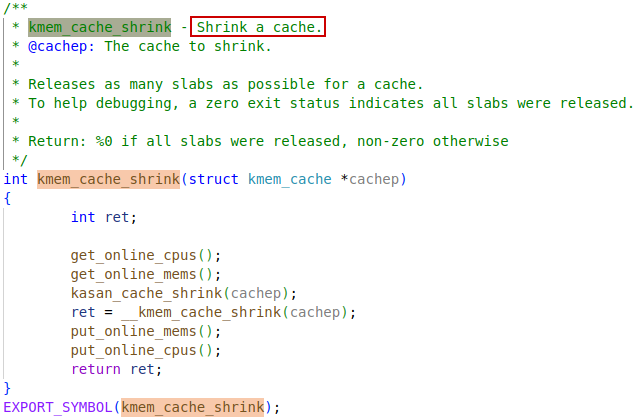 /**
 * kmem_cache_shrink - Shrink a cache.
 * @cachep: The cache to shrink.
 *
 * Releases as many slabs as possible for a cache.
 * To help debugging, a zero exit status indicates all slabs were released.
 *
 * Return: %0 if all slabs were released, non-zero otherwise
 */
int kmem_cache_shrink(struct kmem_cache *cachep)
{
        int ret;

        get_online_cpus();
        get_online_mems();
        kasan_cache_shrink(cachep);
        ret = __kmem_cache_shrink(cachep);
        put_online_mems();
        put_online_cpus();
        return ret;
}
EXPORT_SYMBOL(kmem_cache_shrink);